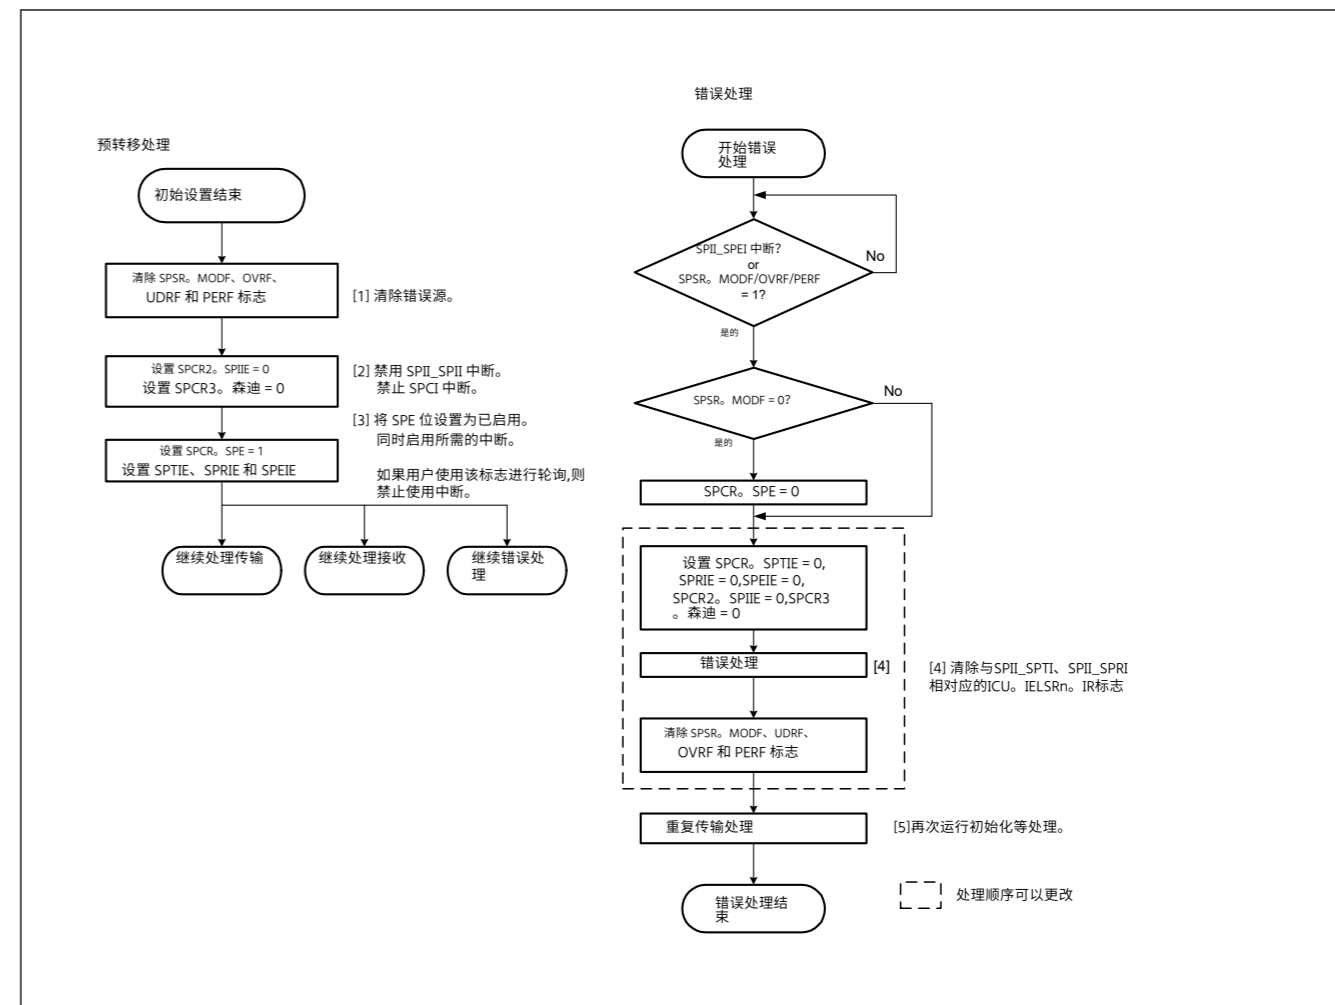 预转移处理
初始设置结束
清除 SPSR。MODF、OVRF、
UDRF 和 PERF 标志
[1] 清除错误源。
设置 SPCR2。SPIIE = 0
设置 SPCR3。森迪 = 0
[2] 禁用 SPII_SPII 中断。
禁止 SPCI 中断。
设置 SPCR。SPE = 1
设置 SPTIE、SPRIE 和 SPEIE
[3] 将 SPE 位设置为已启用。
同时启用所需的中断。
如果用户使用该标志进行轮询,则
禁止使用中断。
继续处理传输
继续处理接收
继续错误处
理
错误处理
开始错误
处理
SPII_SPEI 中断?
or
SPSR。MODF/OVRF/PERF
= 1?
No
是的
SPSR。MODF = 0?
No
是的
SPCR。SPE = 0
设置 SPCR。SPTIE = 0,
SPRIE = 0,SPEIE = 0,
SPCR2。SPIIE = 0,SPCR3
。森迪 = 0
错误处理
[4]
[4] 清除与SPII_SPTI、SPII_SPRI
相对应的ICU。IELSRn。IR标志
清除 SPSR。MODF、UDRF、
OVRF 和 PERF 标志
重复传输处理
[5]再次运行初始化等处理。
错误处理结
束
处理顺序可以更改